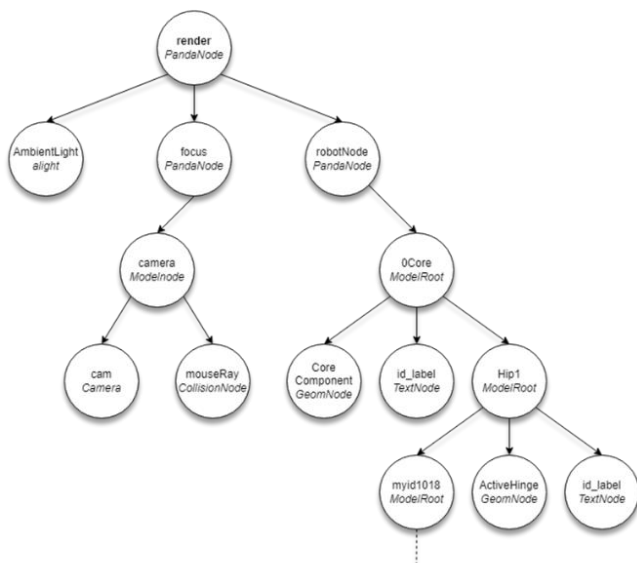 render
PandaNode
AmbientLight
alight
focus
PandaNode
robotNode
PandaNode
camera
Modelnode
0Core
ModelRoot
cam
Camera
mouseRay
CollisionNode
Core
Component
GeomNode
id_label
TextNode
Hip1
ModelRoot
myid1018
ModelRoot
ActiveHinge
GeomNode
id_label
TextNode